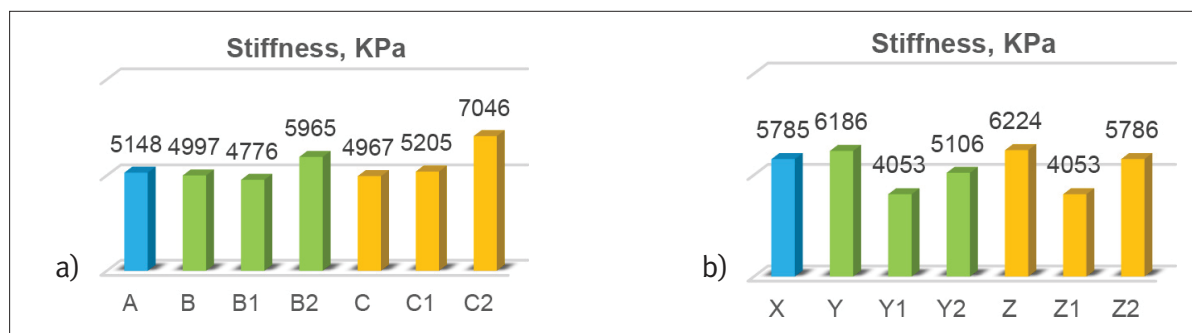 Stiffness, KPa
5148 4997 4776 5965 4967 5205 7046
a)
A B B1 B2 C C1 C2
Stiffness, KPa
5785 6186 4053 5106 6224 4053 5786
b)
X Y Y1 Y2 Z Z1 Z2